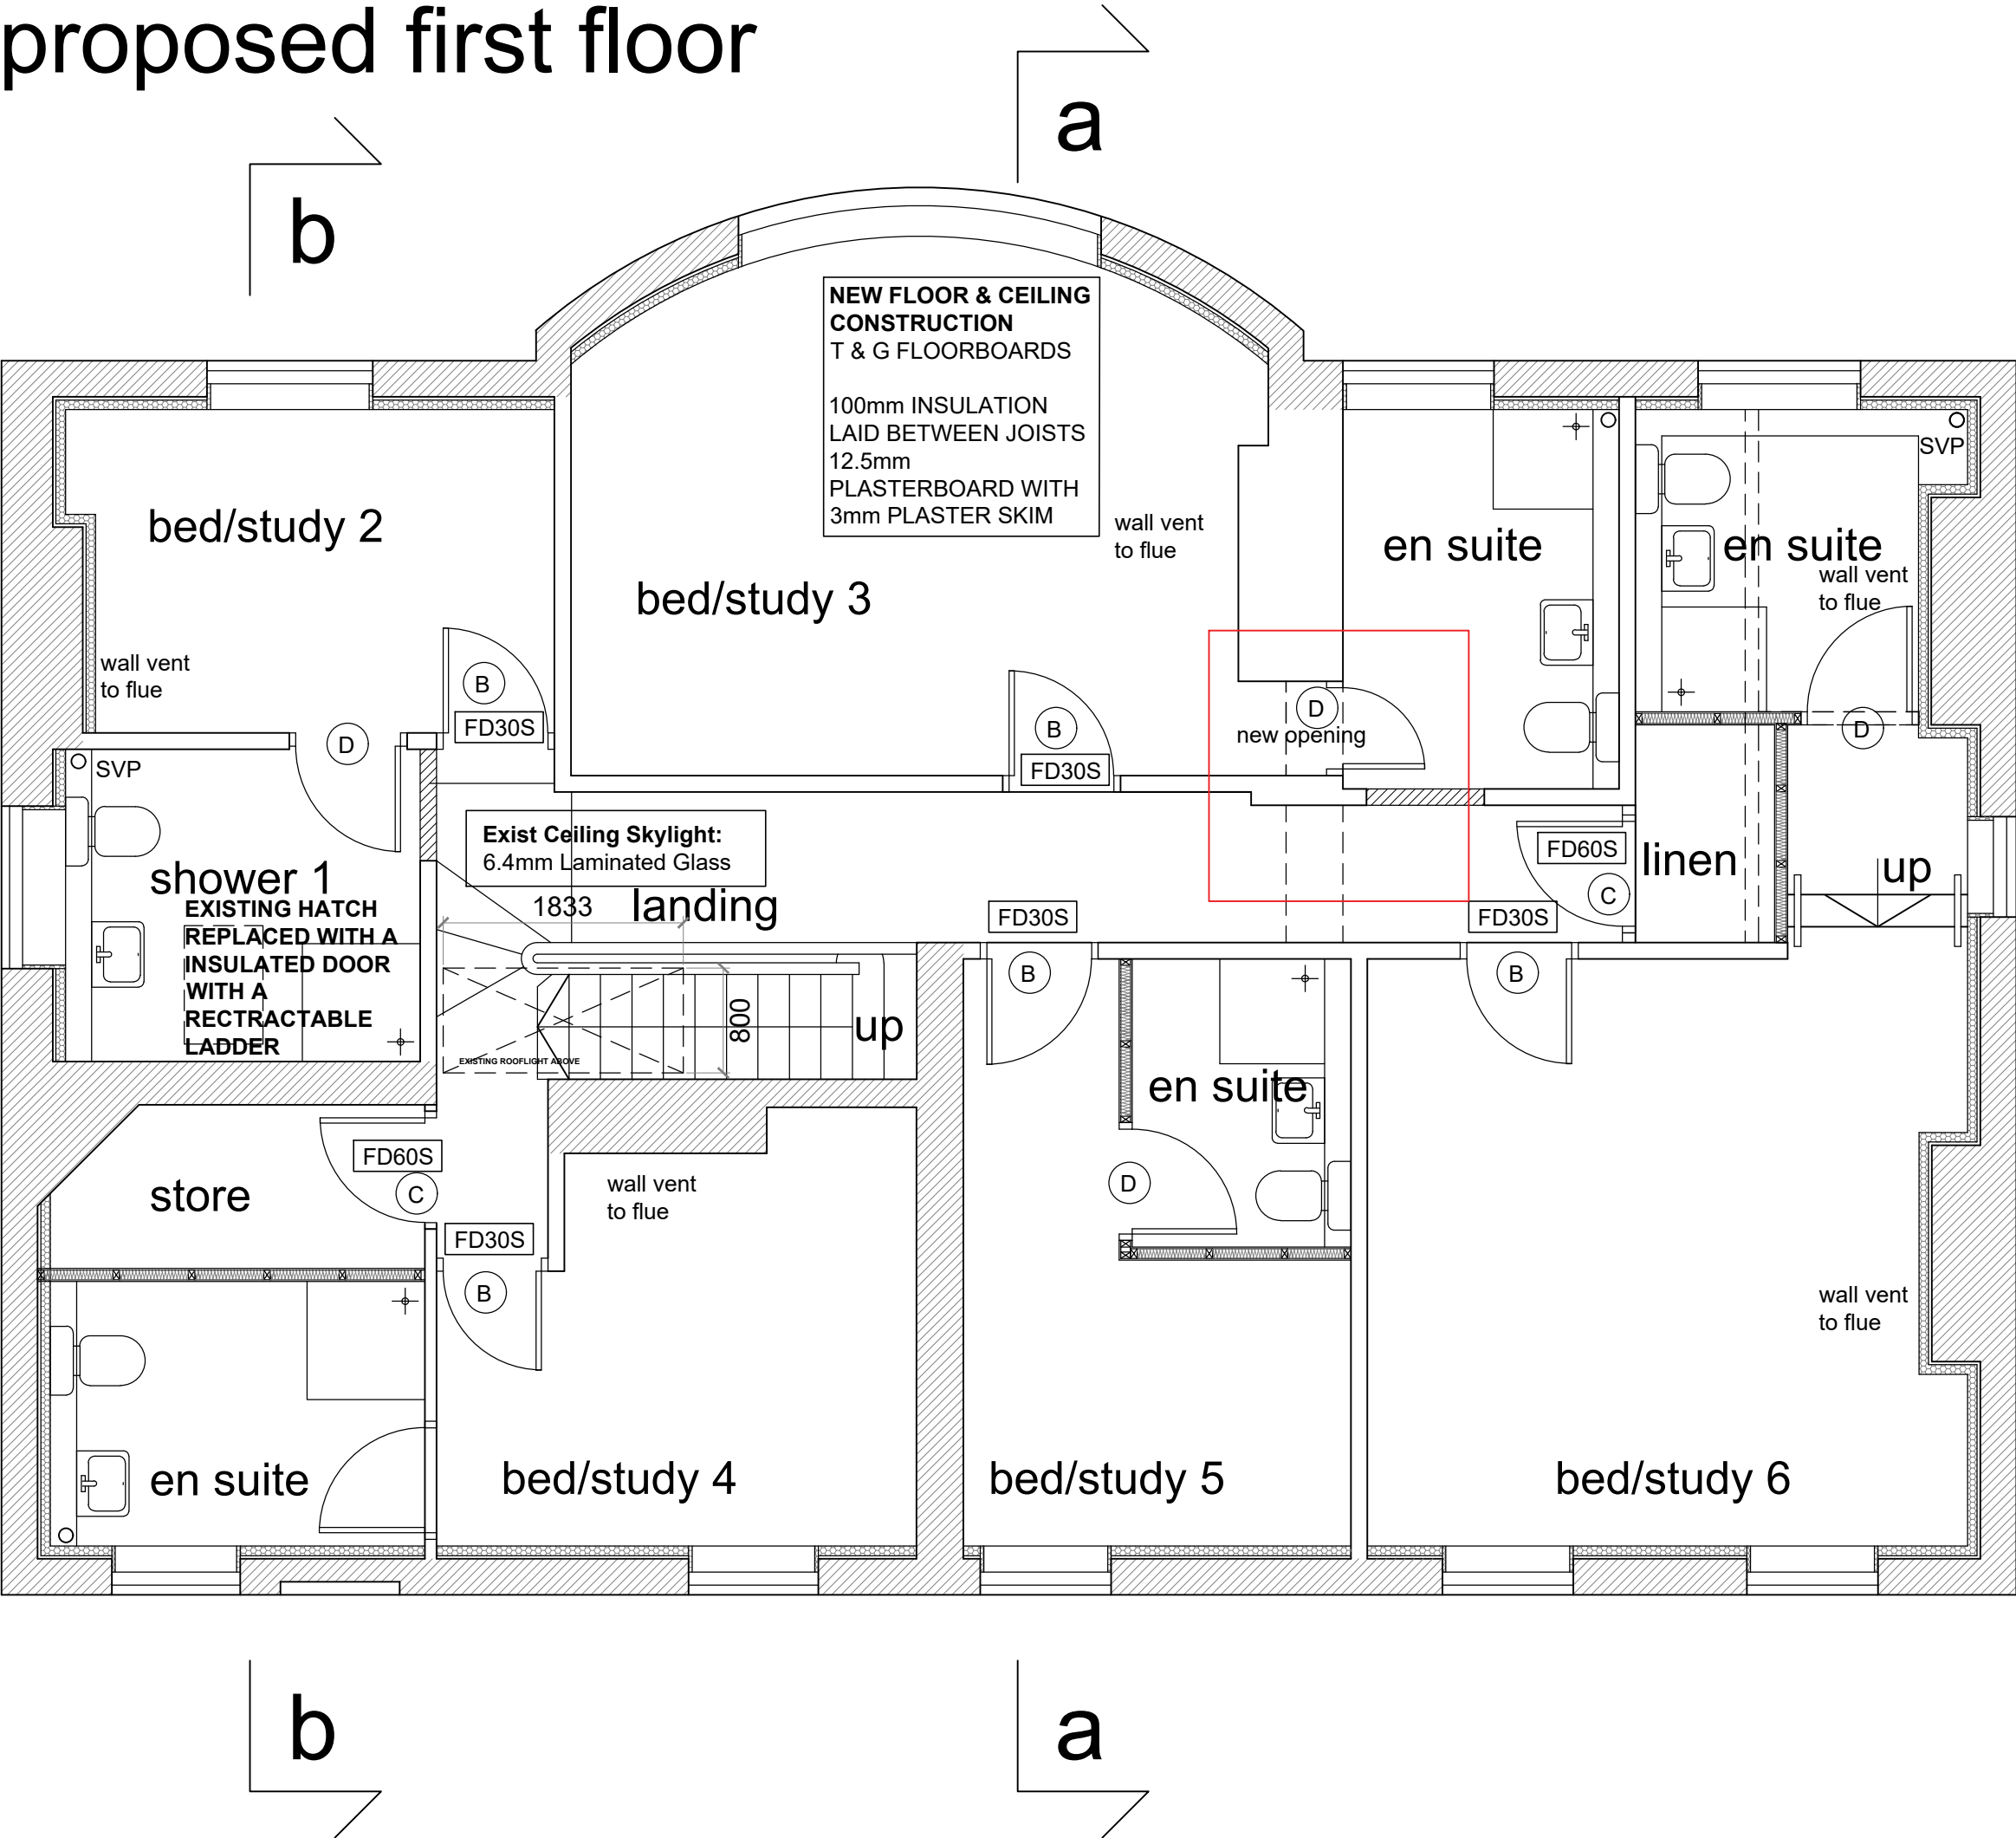 proposed first floor
a
b
NEW FLOOR & CEILING
CONSTRUCTION
T & G FLOORBOARDS
100mm INSULATION
LAID BETWEEN JOISTS
12.5mm
PLASTERBOARD WITH
3mm PLASTER SKIM
SVP
bed/study 2
wall vent
to flue
en suite
en suite
wall vent
to flue
bed/study 3
wall vent
to flue
B
FD30S
D
B
FD30S
D
new opening
D
SVP
Exist Ceiling Skylight:
6.4mm Laminated Glass
FD60S
C
linen
up
shower 1
EXISTING HATCH
REPLACED WITH A
INSULATED DOOR
WITH A
RECTRACTABLE
LADDER
1833
landing
FD30S
FD30S
B
B
800
up
EXISTING ROOFLIGHT ABOVE
en suite
FD60S
C
store
wall vent
to flue
D
FD30S
B
wall vent
to flue
en suite
bed/study 4
bed/study 5
bed/study 6
b
a